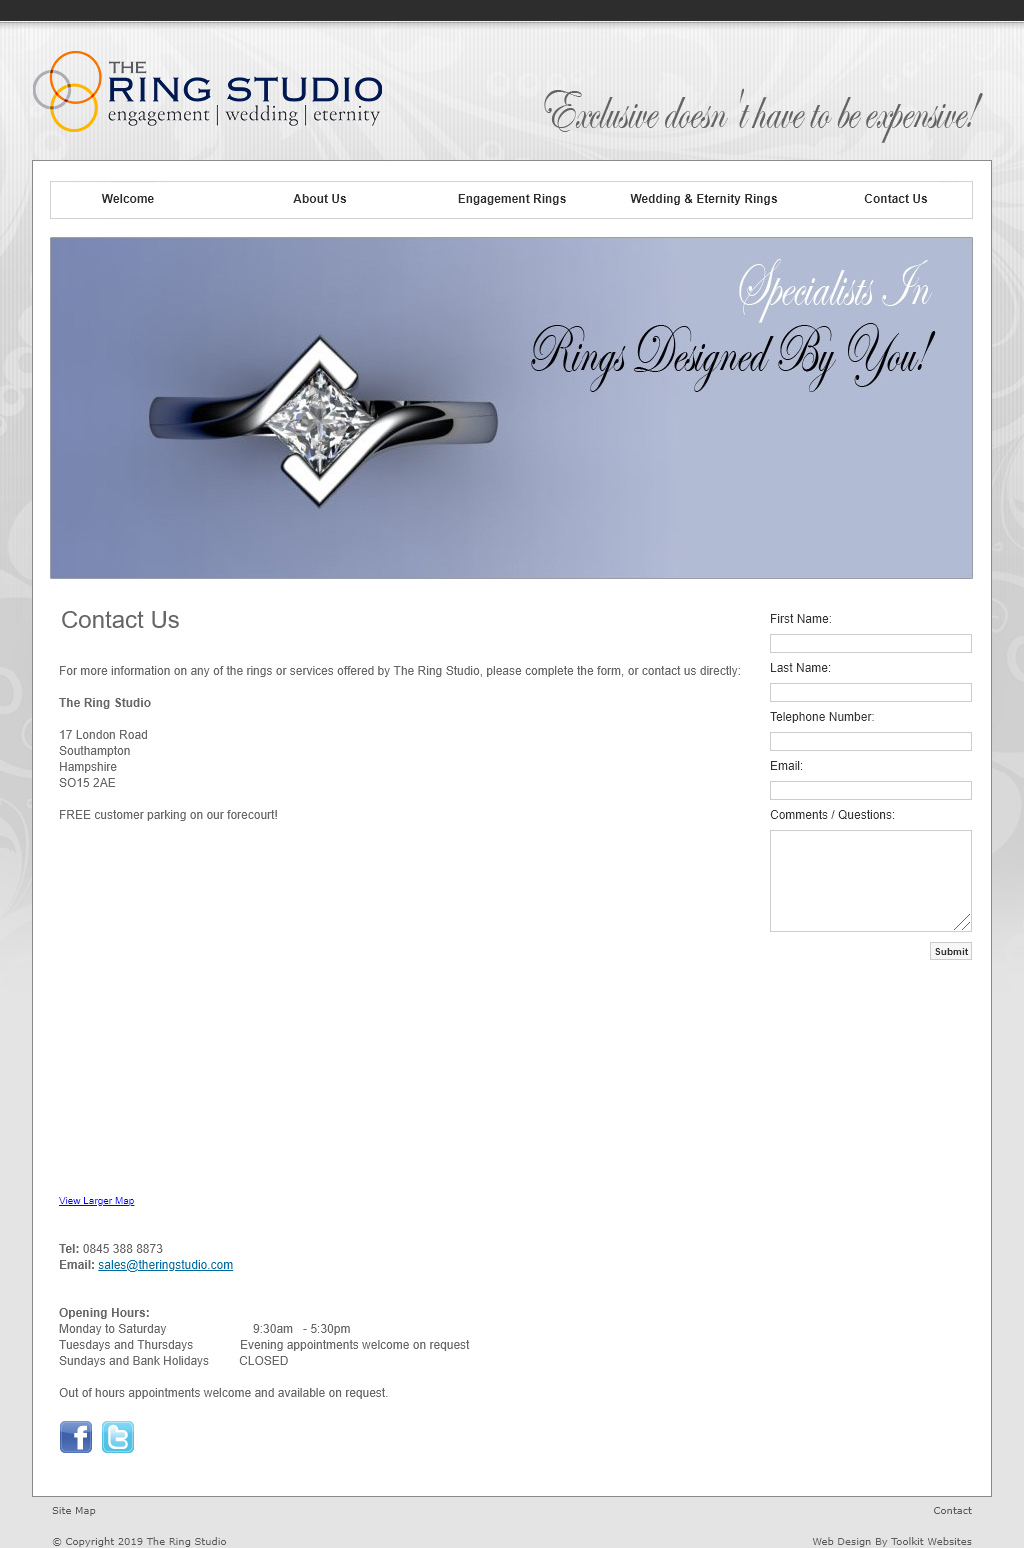 THE
RING STUDIO
engagement | wedding | eternity
Exclusive doesn't have to be expensive!
Welcome
About Us
Engagement Rings
Wedding & Eternity Rings
Contact Us
Specialists In
Rings Designed By You!
Contact Us
For more information on any of the rings or services offered by The Ring Studio, please complete the form, or contact us directly:
The Ring Studio
17 London Road
Southampton
Hampshire
SO15 2AE
FREE customer parking on our forecourt!
First Name:
Last Name:
Telephone Number:
Email:
Comments / Questions:
Submit
View Larger Map
Tel: 0845 388 8873
Email: sales@theringstudio.com
Opening Hours:
Monday to Saturday 9:30am - 5:30pm
Tuesdays and Thursdays Evening appointments welcome on request
Sundays and Bank Holidays CLOSED
Out of hours appointments welcome and available on request.
Site Map
Contact
© Copyright 2019 The Ring Studio
Web Design By Toolkit Websites